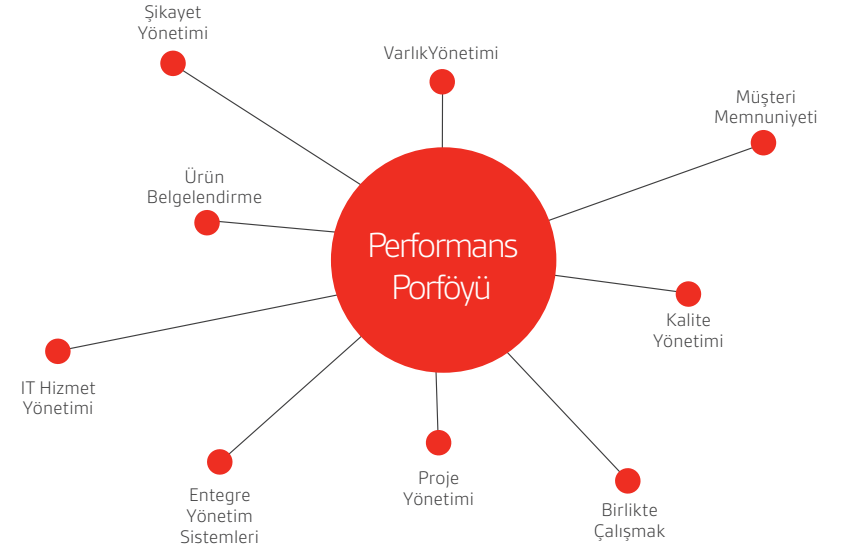 Şikayet
Yönetimi
VarlıkYönetimi
Müşteri
Memnuniyeti
Ürün
Belgelendirme
Performans
Porföyü
Kalite
Yönetimi
IT Hizmet
Yönetimi
Proje
Yönetimi
Entegre
Yönetim
Sistemleri
Birlikte
Çalışmak